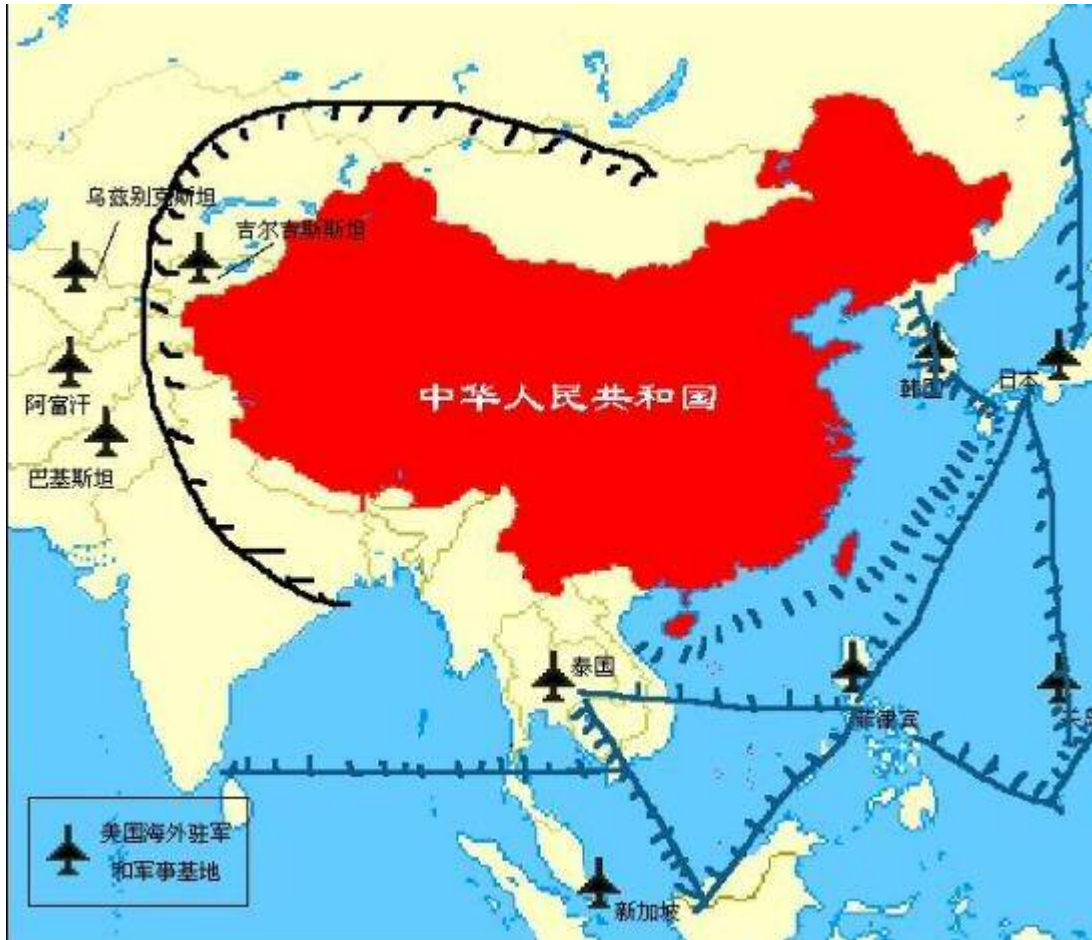 乌兹别克斯坦
吉尔吉斯斯坦
阿富汗
巴基斯坦
中华人民共和国
韩国
日本
泰国
菲律宾
新加坡
美国海外驻军
和军事基地